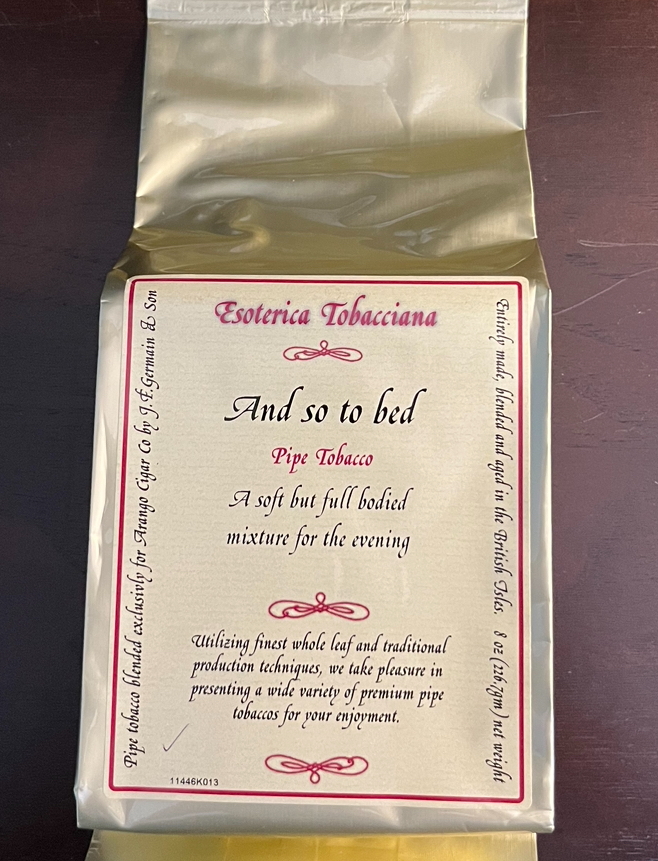 Esoterica Tobacciana
And so to bed
Pipe Tobacco
A soft but full bodied
mixture for the evening
Utilizing finest whole leaf and traditional
production techniques, we take pleasure in
presenting a wide variety of premium pipe
tobaccos for your enjoyment.
11446K013
Pipe tobacco blended exclusivly for Arango Cigar Co by J.F.Germain & Son
Entirely made, blended and aged in the British Isles. 8 oz (226.7gm) net weight